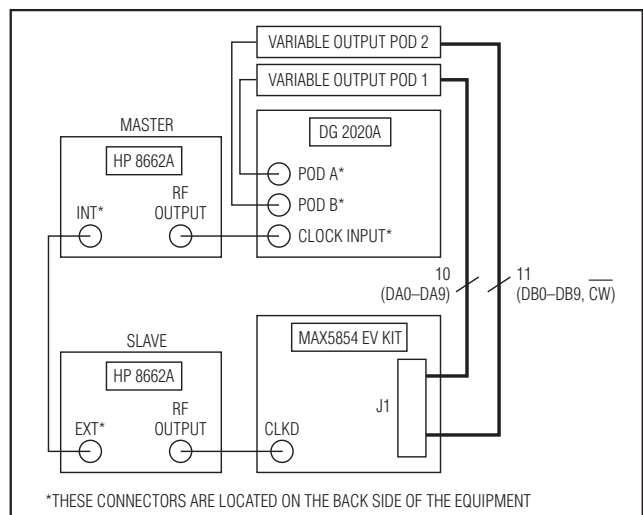 VARIABLE OUTPUT POD 2
VARIABLE OUTPUT POD 1
MASTER
HP 8662A
INT*
RF
OUTPUT
DG 2020A
POD A*
POD B*
CLOCK INPUT*
10
(DA0–DA9)
11
(DB0–DB9, C̅W̅)
SLAVE
HP 8662A
EXT*
RF
OUTPUT
MAX5854 EV KIT
J1
CLKD
*THESE CONNECTORS ARE LOCATED ON THE BACK SIDE OF THE EQUIPMENT